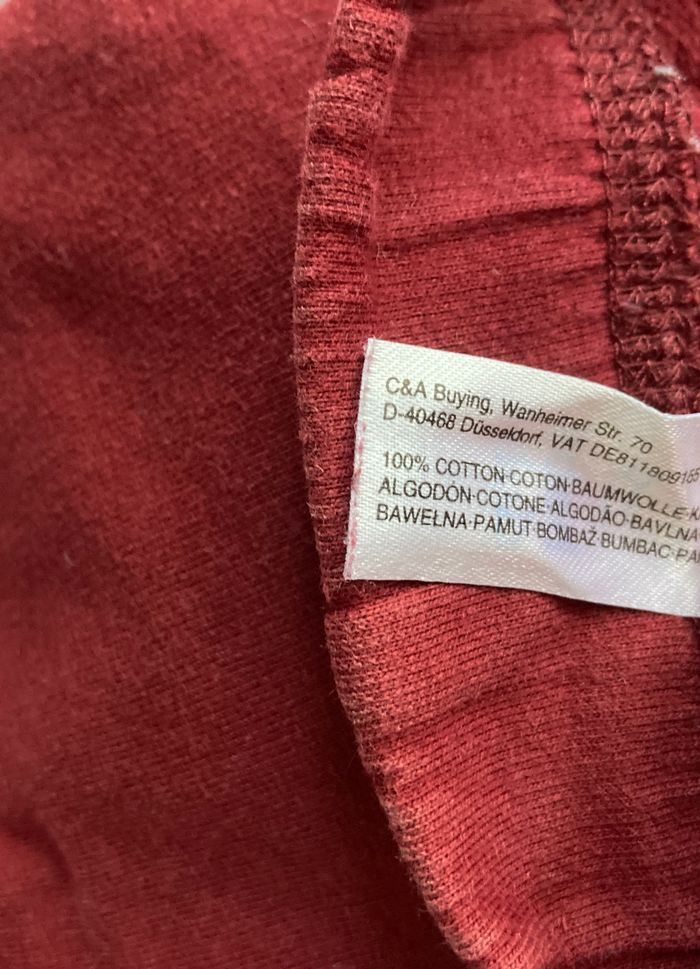 C&A Buying, Wanheimer Str. 70
D-40468 Düsseldorf, VAT DE811809155
100% COTTON·COTON·BAUMWOLLE·
ALGODÓN·COTONE·ALGODÃO·BAVLNA
BAWEŁNA·PAMUT·BOMBAŽ·BUMBAC·